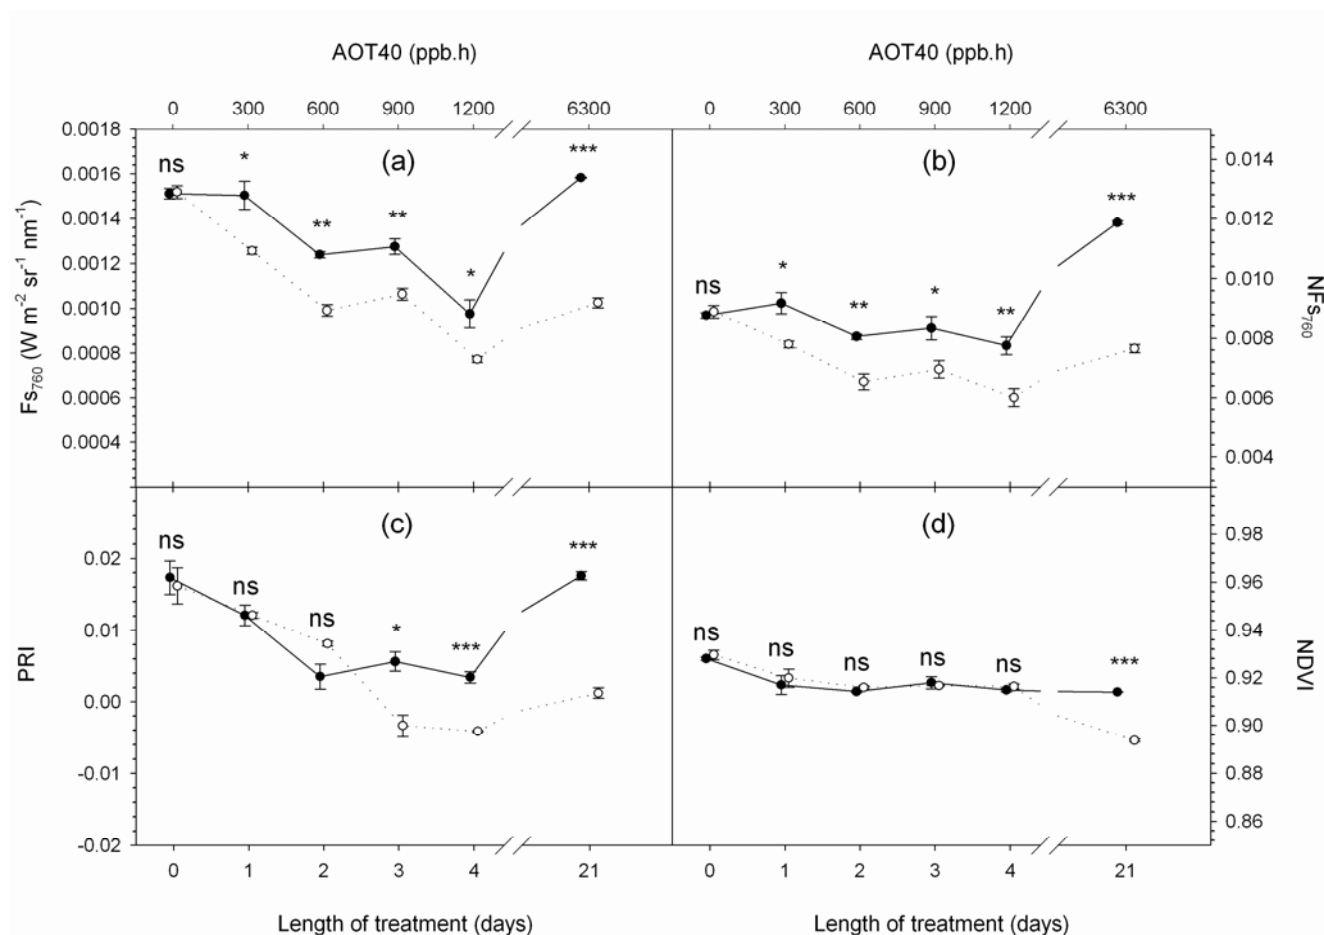 AOT40 (ppb.h) AOT40 (ppb.h)
0 300 600 900 1200 6300 0 300 600 900 1200 6300
0.0018
0.0016
0.0014
0.0012
0.0010
0.0008
0.0006
0.0004
Fs760 (W m-2 sr-1 nm-1)
(a)
ns * ** ** * ***
(b)
ns * ** * ** ***
0.014
0.012
0.010
0.008
0.006
0.004
NFs760
0.02
0.01
0.00
-0.01
-0.02
PRI
(c)
ns ns ns * *** ***
(d)
ns ns ns ns ns ***
0.98
0.96
0.94
0.92
0.90
0.88
0.86
NDVI
0 1 2 3 4 21 0 1 2 3 4 21
Length of treatment (days) Length of treatment (days)